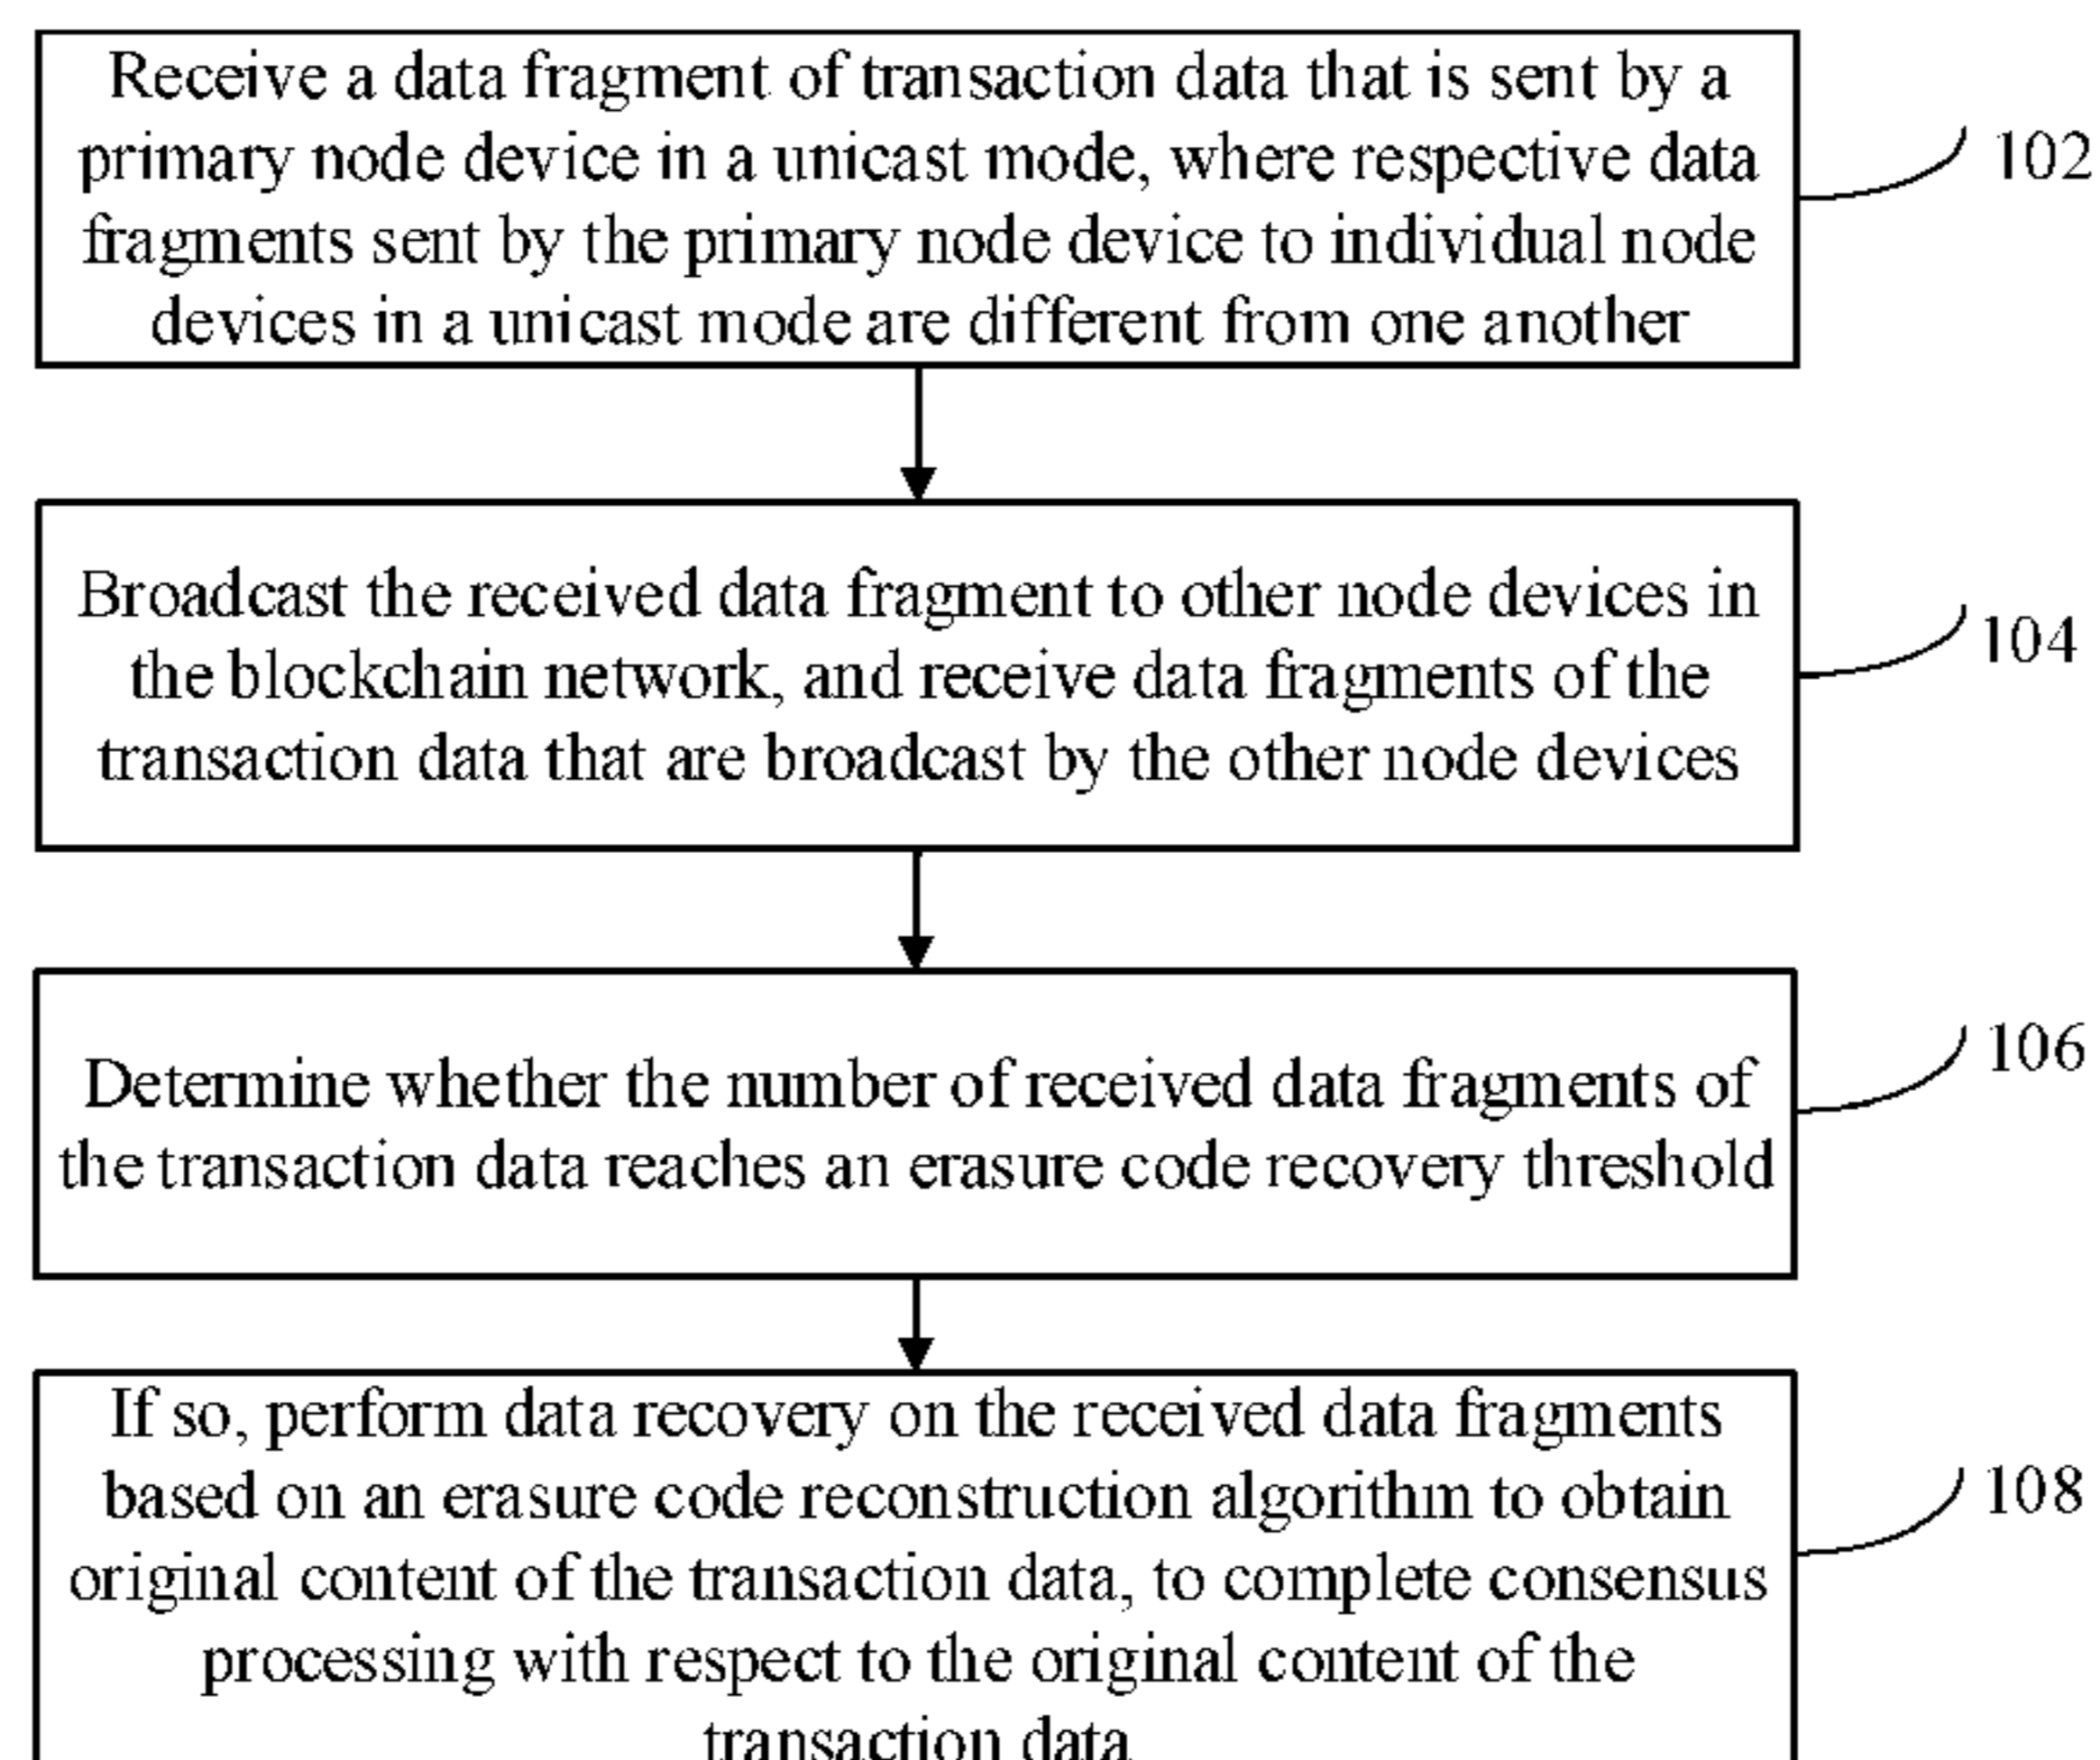 Receive a data fragment of transaction data that is sent by a
primary node device in a unicast mode, where respective data
fragments sent by the primary node device to individual node
devices in a unicast mode are different from one another
102
Broadcast the received data fragment to other node devices in
the blockchain network, and receive data fragments of the
transaction data that are broadcast by the other node devices
104
Determine whether the number of received data fragments of
the transaction data reaches an erasure code recovery threshold
106
If so, perform data recovery on the received data fragments
based on an erasure code reconstruction algorithm to obtain
original content of the transaction data, to complete consensus
processing with respect to the original content of the
transaction data
108